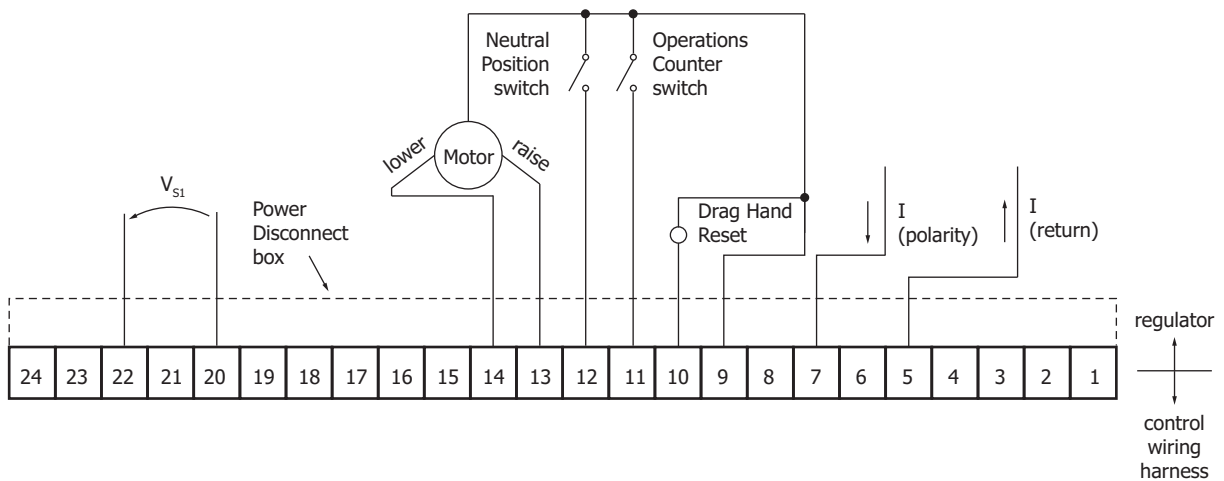 Neutral
Position
switch
Operations
Counter
switch
lower
Motor
raise
V_S1
Power
Disconnect
box
Drag Hand
Reset
I
(polarity)
I
(return)
regulator
24 23 22 21 20 19 18 17 16 15 14 13 12 11 10 9 8 7 6 5 4 3 2 1
control
wiring
harness